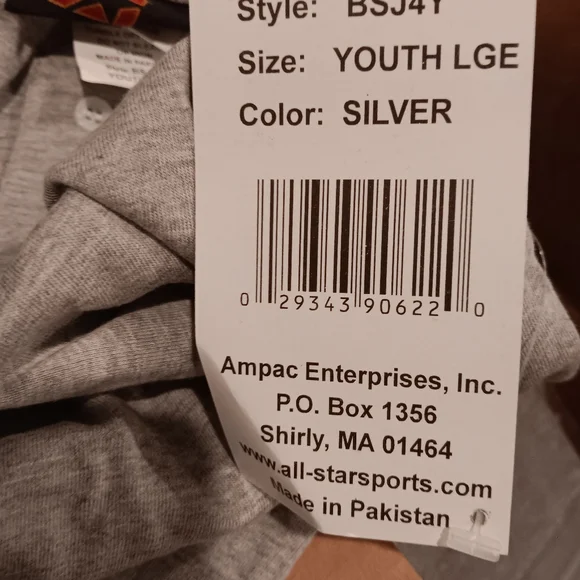 Style: BSJ4Y
Size: YOUTH LGE
Color: SILVER
0 29343 90622 0
Ampac Enterprises, Inc.
P.O. Box 1356
Shirly, MA 01464
www.all-starsports.com
Made in Pakistan